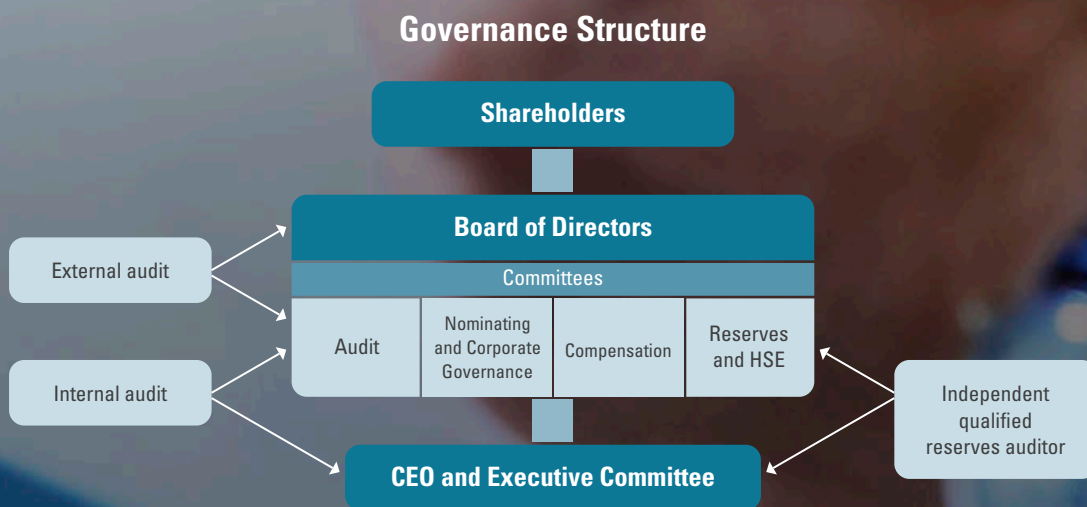 Governance Structure
Shareholders
Board of Directors
External audit
Committees
Audit
Nominating
and Corporate
Governance
Compensation
Reserves
and HSE
Internal audit
Independent
qualified
reserves auditor
CEO and Executive Committee